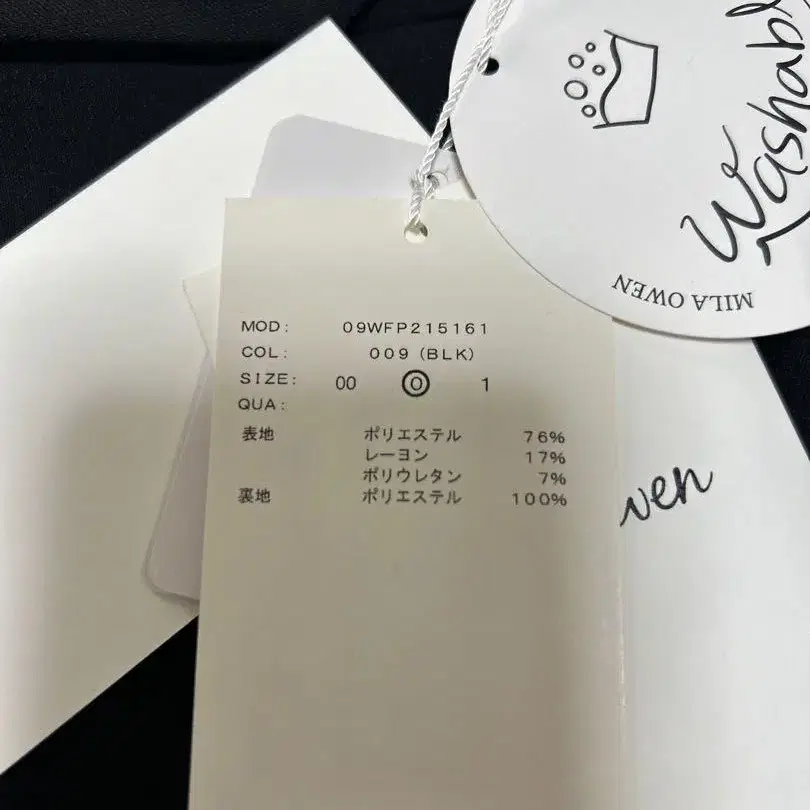 Washabl
MILA OWEN
MOD: 09WFP215161
COL: 009 (BLK)
SIZE: 00 0 1
QUA:
表地 ポリエステル 76%
レーヨン 17%
ポリウレタン 7%
裏地 ポリエステル 100%
wen